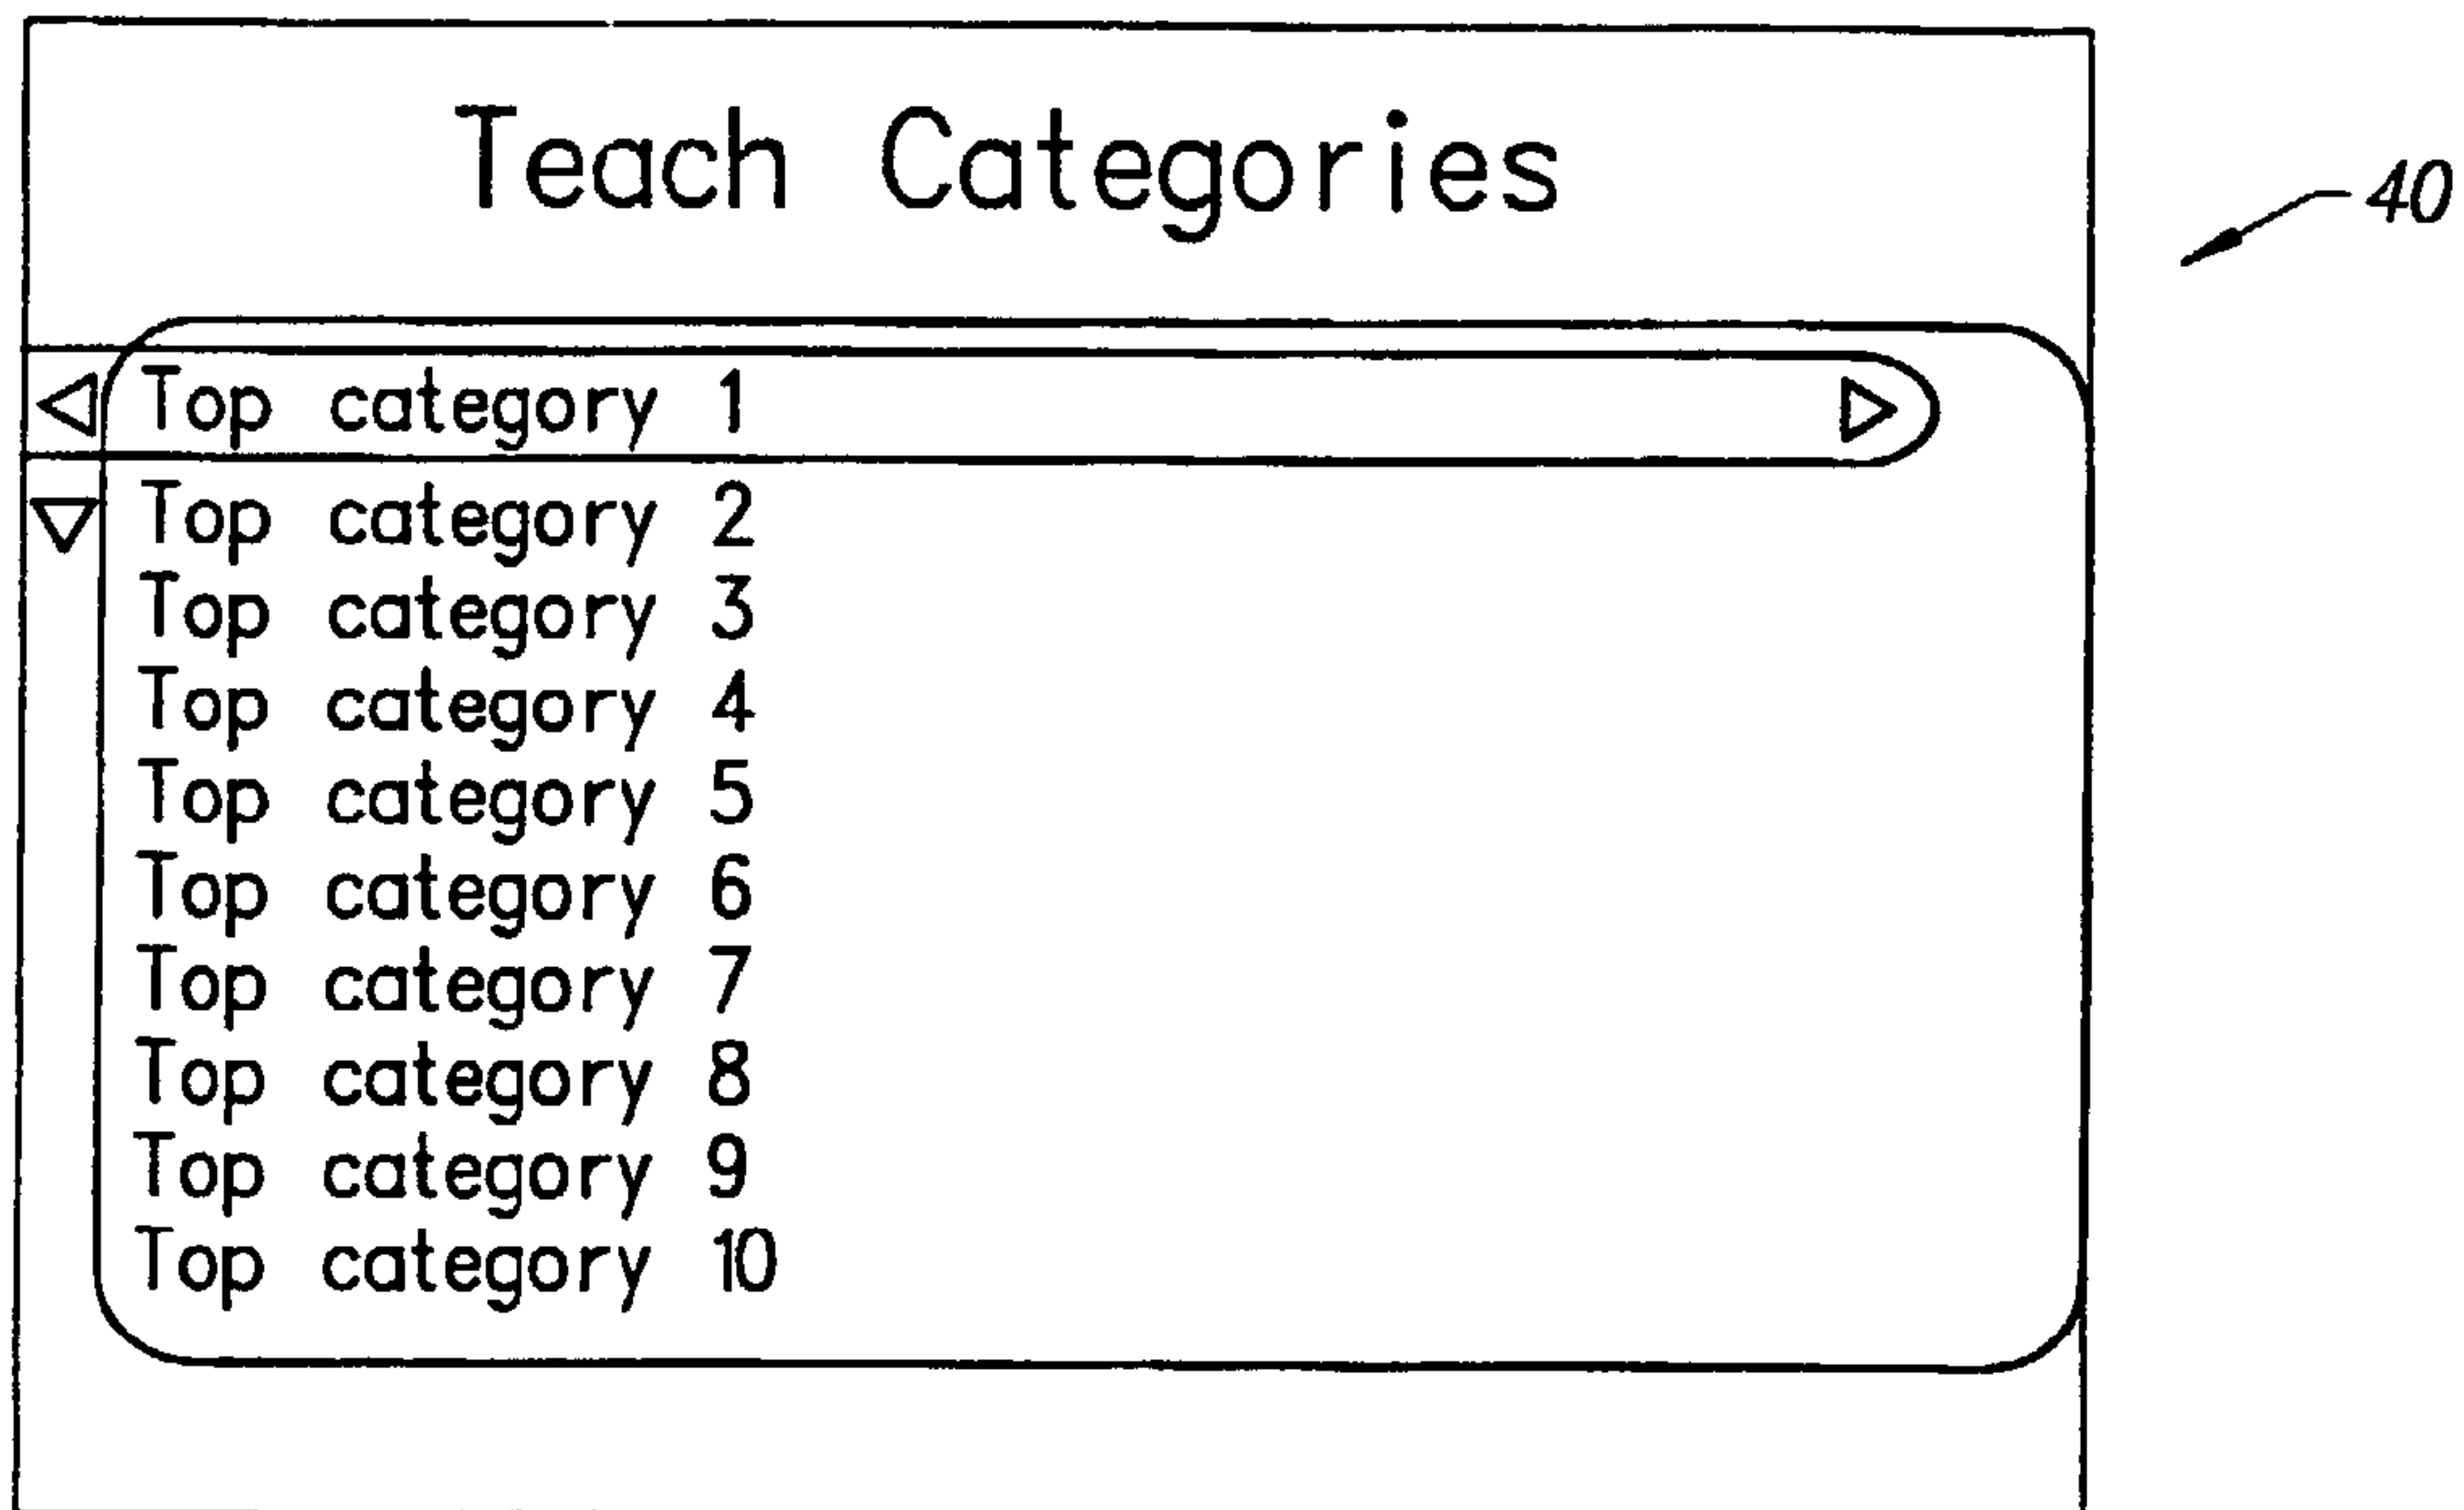 Teach Categories
40
Top category 1
Top category 2
Top category 3
Top category 4
Top category 5
Top category 6
Top category 7
Top category 8
Top category 9
Top category 10